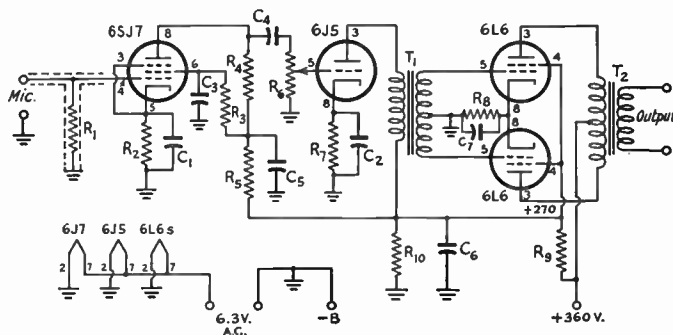 6SJ7
C4
6J5
6L6
8
3
3
4
T1
T2
3
4
6
5
C3
R4
R6
5
5
Mic.
R1
5
R2
C1
R3
8
R7
C2
R8
C7
8
8
Output
R5
C5
5
4
6L6
3
+270
6J7
6J5
6L6s
R10
C6
R9
2
7
2
7
2
7
6.3V.
A.C.
-B
+360 V.